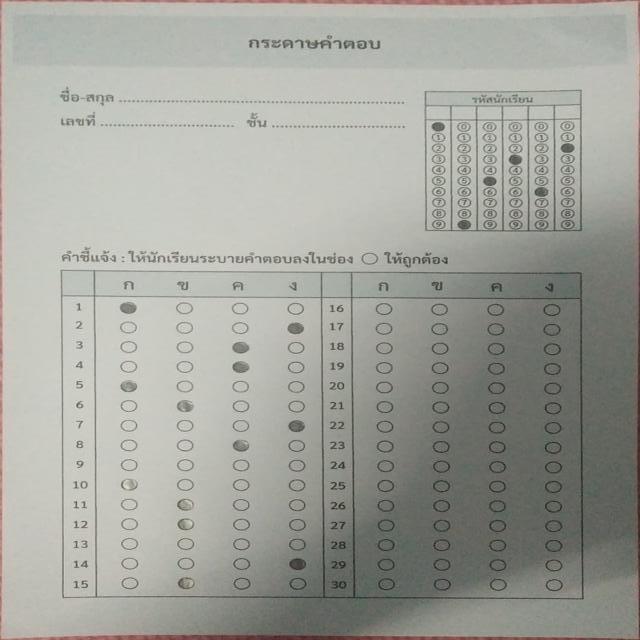 กระดาษคำตอบ
ชื่อ-สกุล
เลขที่ ชั้น
รหัสนักเรียน
0 0 0 0 0
1 1 1 1 1 1
2 2 2 2 2
3 3 3 3 3
4 4 4 4 4 4
5 5 5 5 5
6 6 6 6 6
7 7 7 7 7 7
8 8 8 8 8 8
9 9 9 9 9
คำชี้แจ้ง : ให้นักเรียนระบายคำตอบลงในช่อง ◯ ให้ถูกต้อง
ก ข ค ง ก ข ค ง
1 16
2 17
3 18
4 19
5 20
6 21
7 22
8 23
9 24
10 25
11 26
12 27
13 28
14 29
15 30